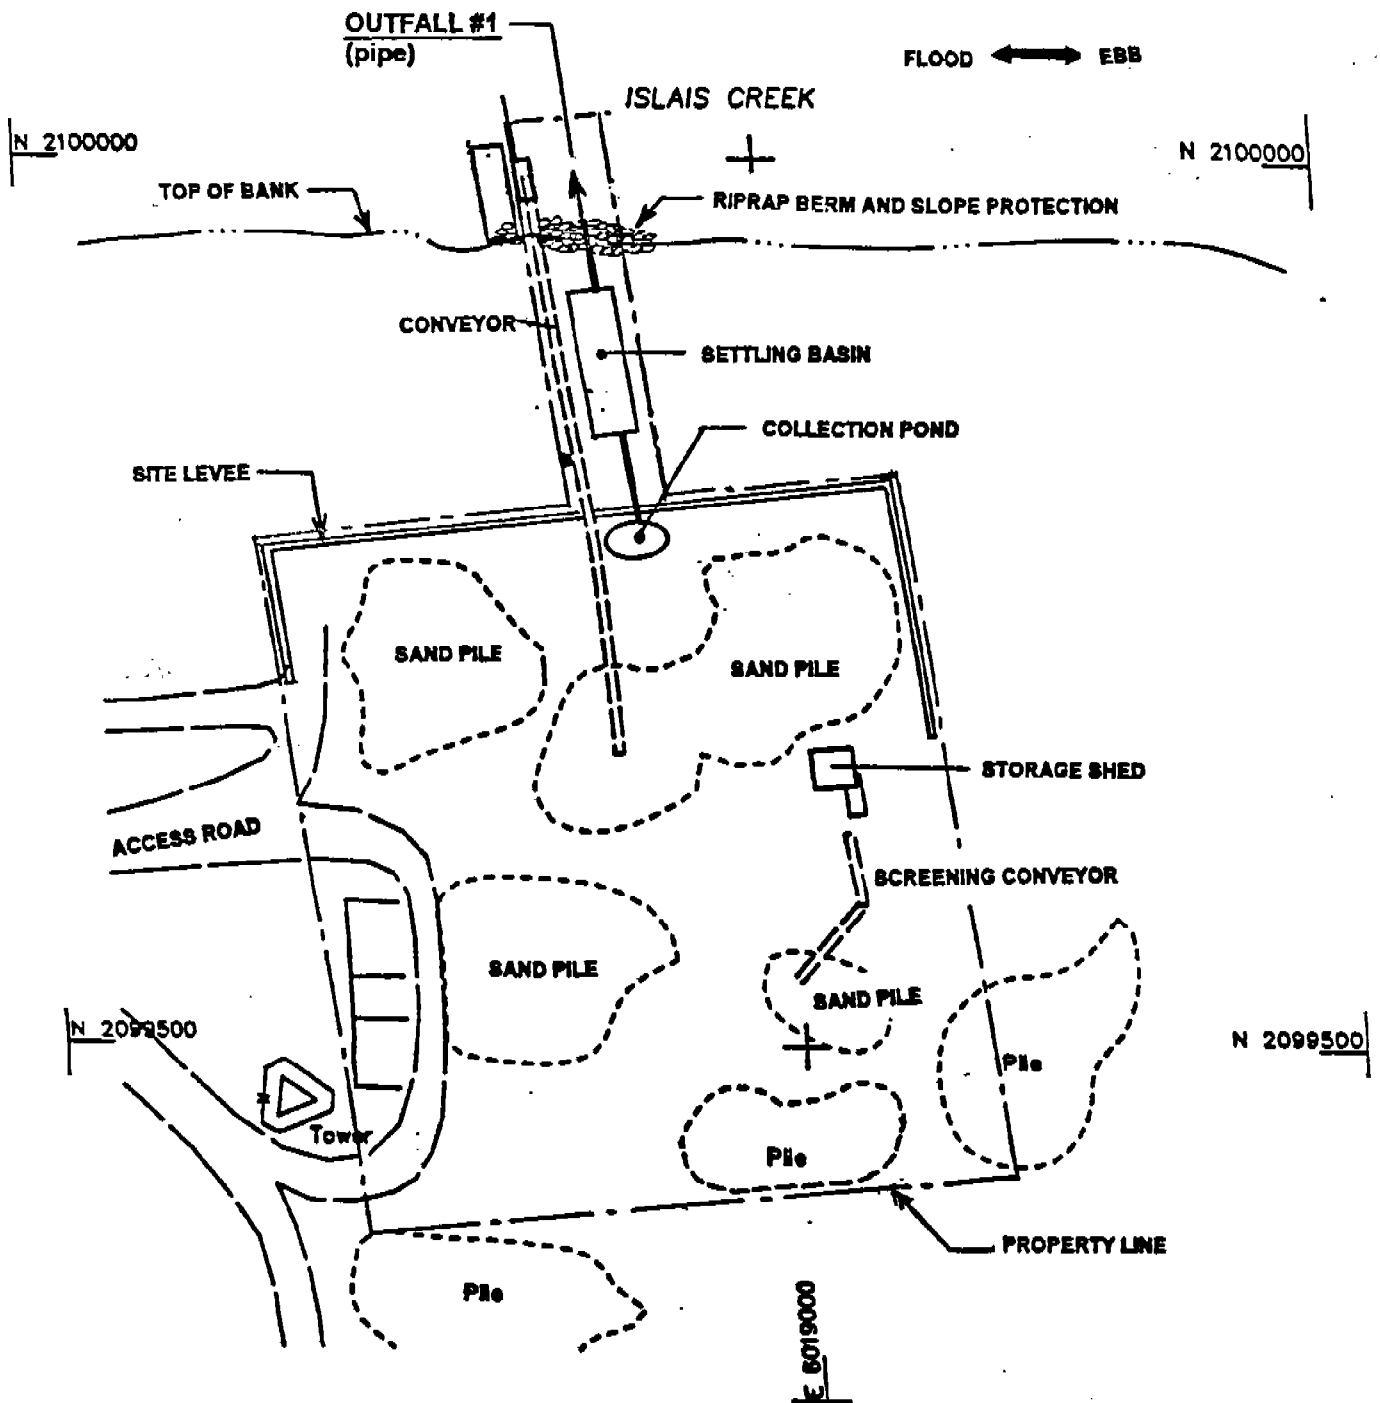 OUTFALL #1
(pipe)
FLOOD EBB
ISLAIS CREEK
N 2100000
N 2100000
TOP OF BANK
RIPRAP BERM AND SLOPE PROTECTION
CONVEYOR
SETTLING BASIN
COLLECTION POND
SITE LEVEE
SAND PILE
SAND PILE
STORAGE SHED
ACCESS ROAD
SCREENING CONVEYOR
SAND PILE
SAND PILE
N 2099500
N 2099500
Pile
Tower
Pile
PROPERTY LINE
Pile
E 6019000